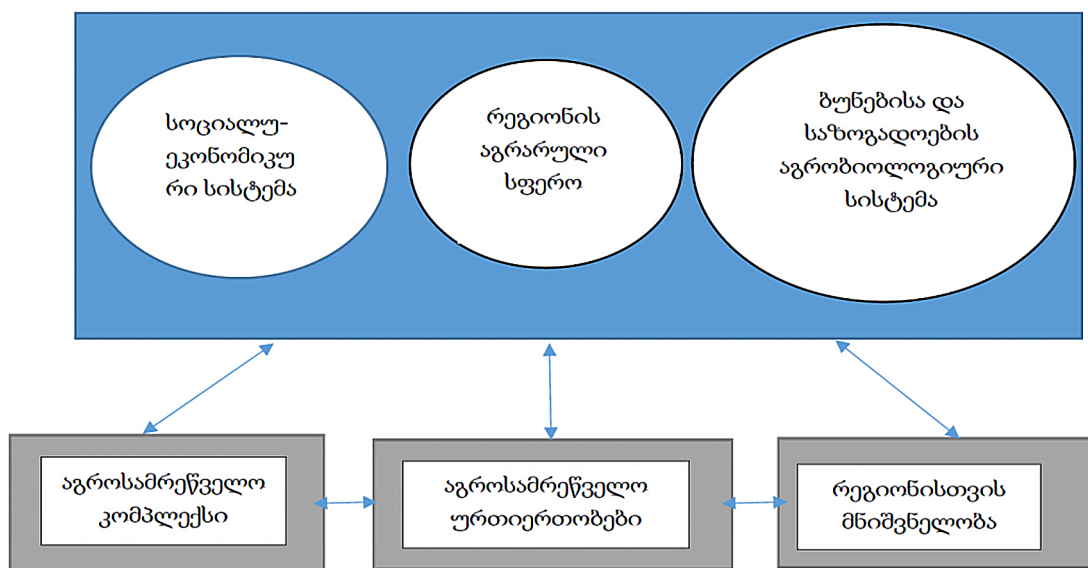 სოციალუ-
ეკონომიკუ
რი სისტემა
რეგიონის
აგრარული
სფერო
ბუნებისა და
საზოგადოების
აგრობიოლოგიური
სისტემა
აგროსამრეწველო
კომპლექსი
აგროსამრეწველო
ურთიერთობები
რეგიონისთვის
მნიშვნელობა